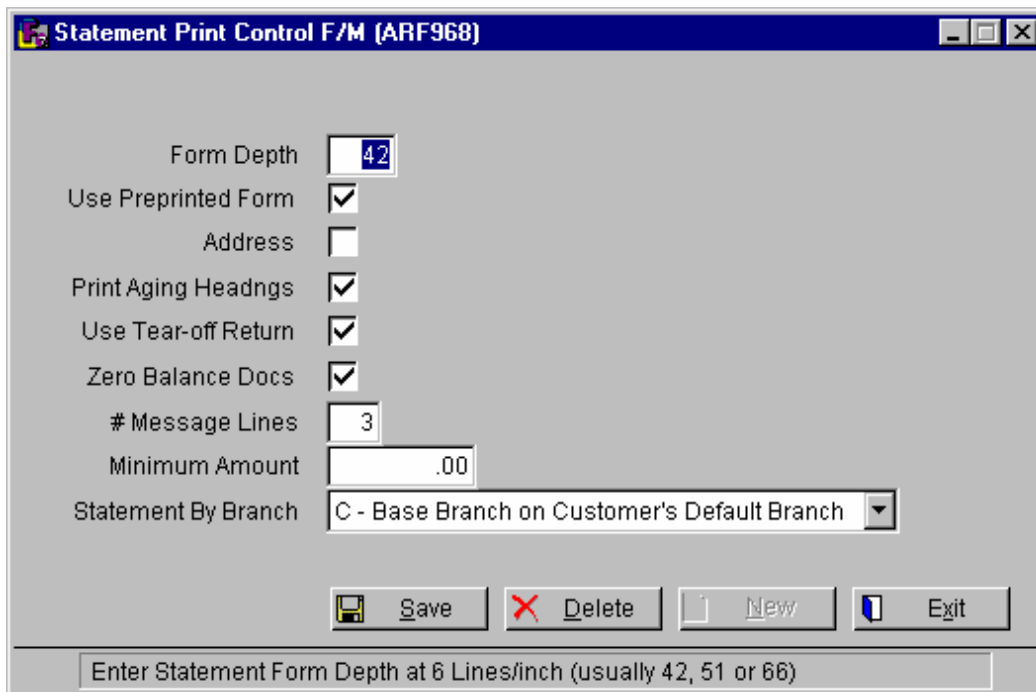 Statement Print Control F/M (ARF968)
Form Depth 42
Use Preprinted Form
Address
Print Aging Headngs
Use Tear-off Return
Zero Balance Docs
# Message Lines 3
Minimum Amount .00
Statement By Branch C - Base Branch on Customer's Default Branch
Save Delete New Exit
Enter Statement Form Depth at 6 Lines/inch (usually 42, 51 or 66)